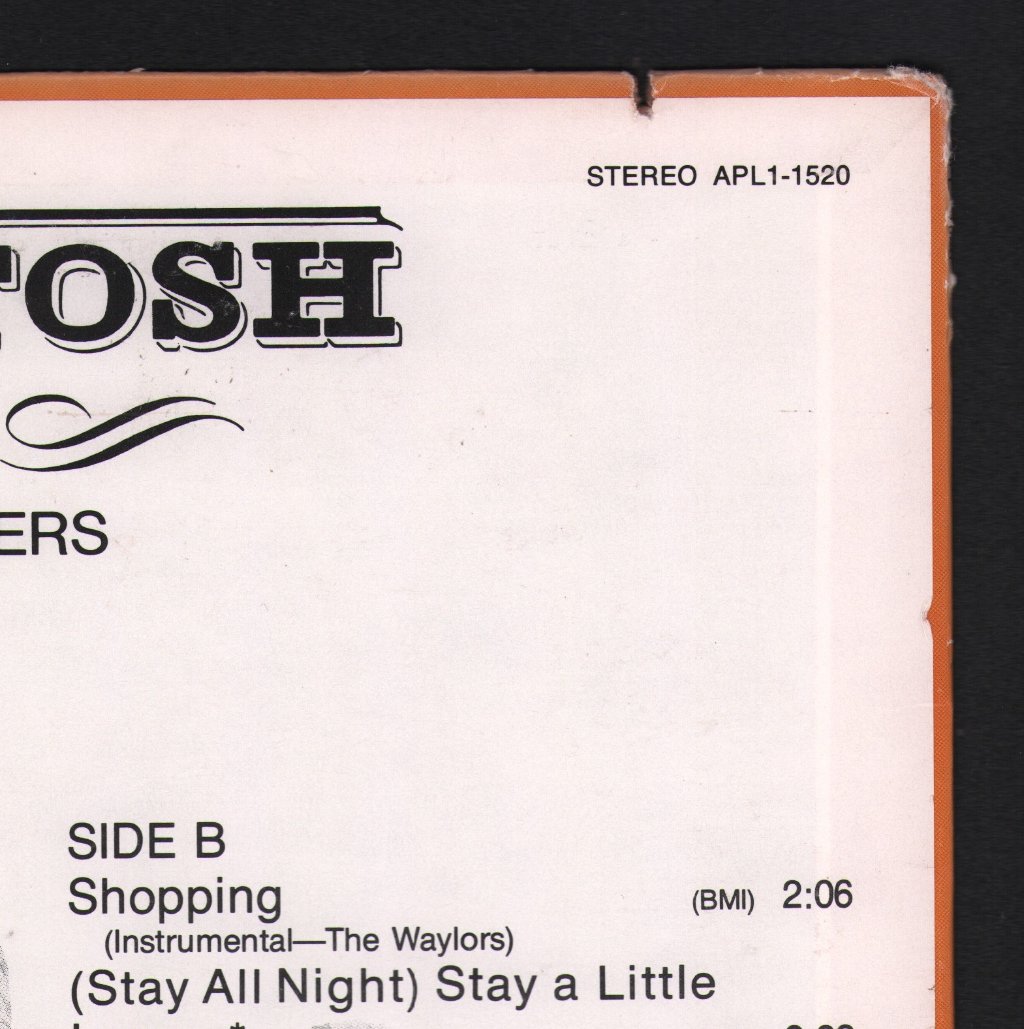 STEREO APL1-1520
TOSH
ERS
SIDE B
Shopping (BMI) 2:06
(Instrumental—The Waylors)
(Stay All Night) Stay a Little